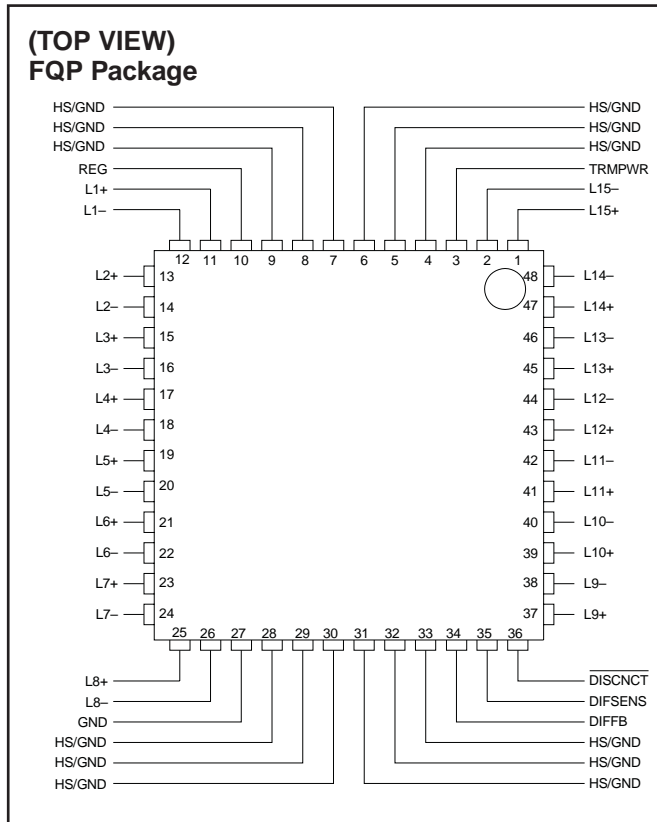 (TOP VIEW)
FQP Package
HS/GND
HS/GND
HS/GND
REG
L1+
L1–
HS/GND
HS/GND
HS/GND
TRMPWR
L15–
L15+
12 11 10 9 8 7 6 5 4 3 2 1
L2+ 13
L2– 14
L3+ 15
L3– 16
L4+ 17
L4– 18
L5+ 19
L5– 20
L6+ 21
L6– 22
L7+ 23
L7– 24
48 L14–
47 L14+
46 L13–
45 L13+
44 L12–
43 L12+
42 L11–
41 L11+
40 L10–
39 L10+
38 L9–
37 L9+
25 26 27 28 29 30 31 32 33 34 35 36
L8+
L8–
GND
HS/GND
HS/GND
HS/GND
DISCNCT
DIFSENS
DIFFB
HS/GND
HS/GND
HS/GND